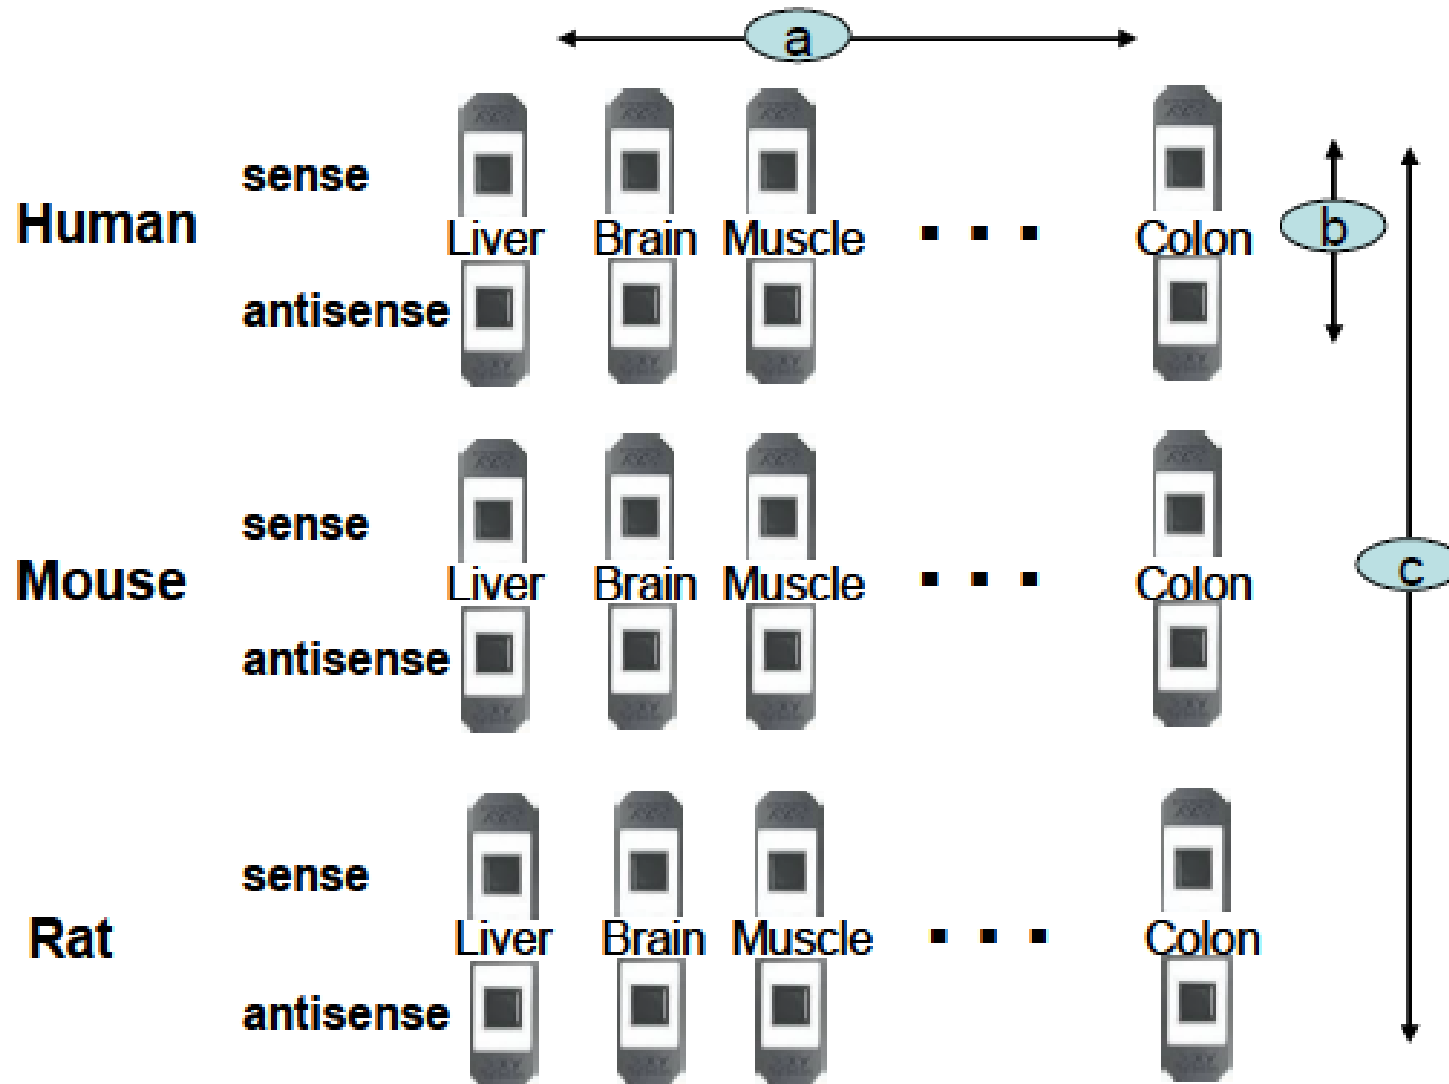 a
sense
Human
Liver Brain Muscle . . . Colon
b
antisense
sense
Mouse
Liver Brain Muscle . . . Colon
c
antisense
sense
Rat
Liver Brain Muscle . . . Colon
antisense